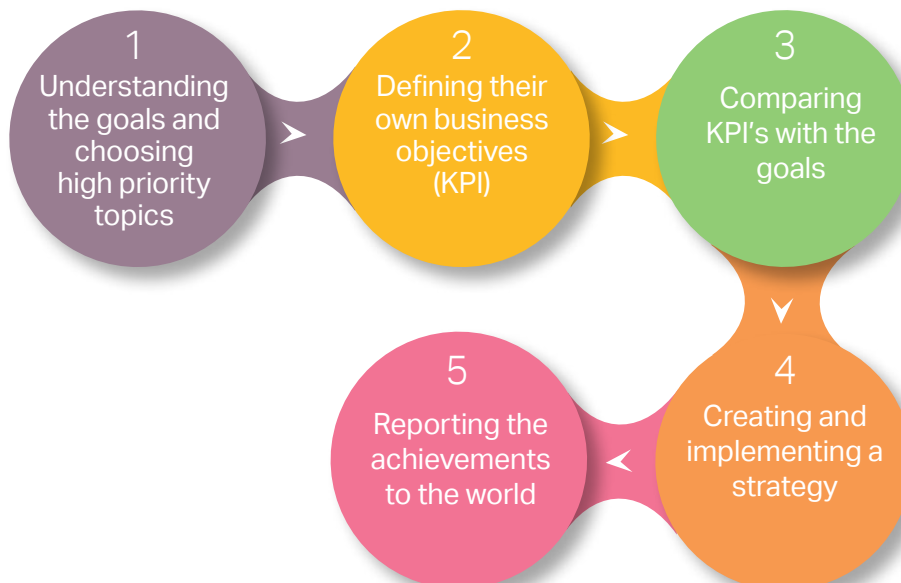 1
Understanding
the goals and
choosing
high priority
topics
2
Defining their
own business
objectives
(KPI)
3
Comparing
KPI's with the
goals
4
Creating and
implementing a
strategy
5
Reporting the
achievements
to the world